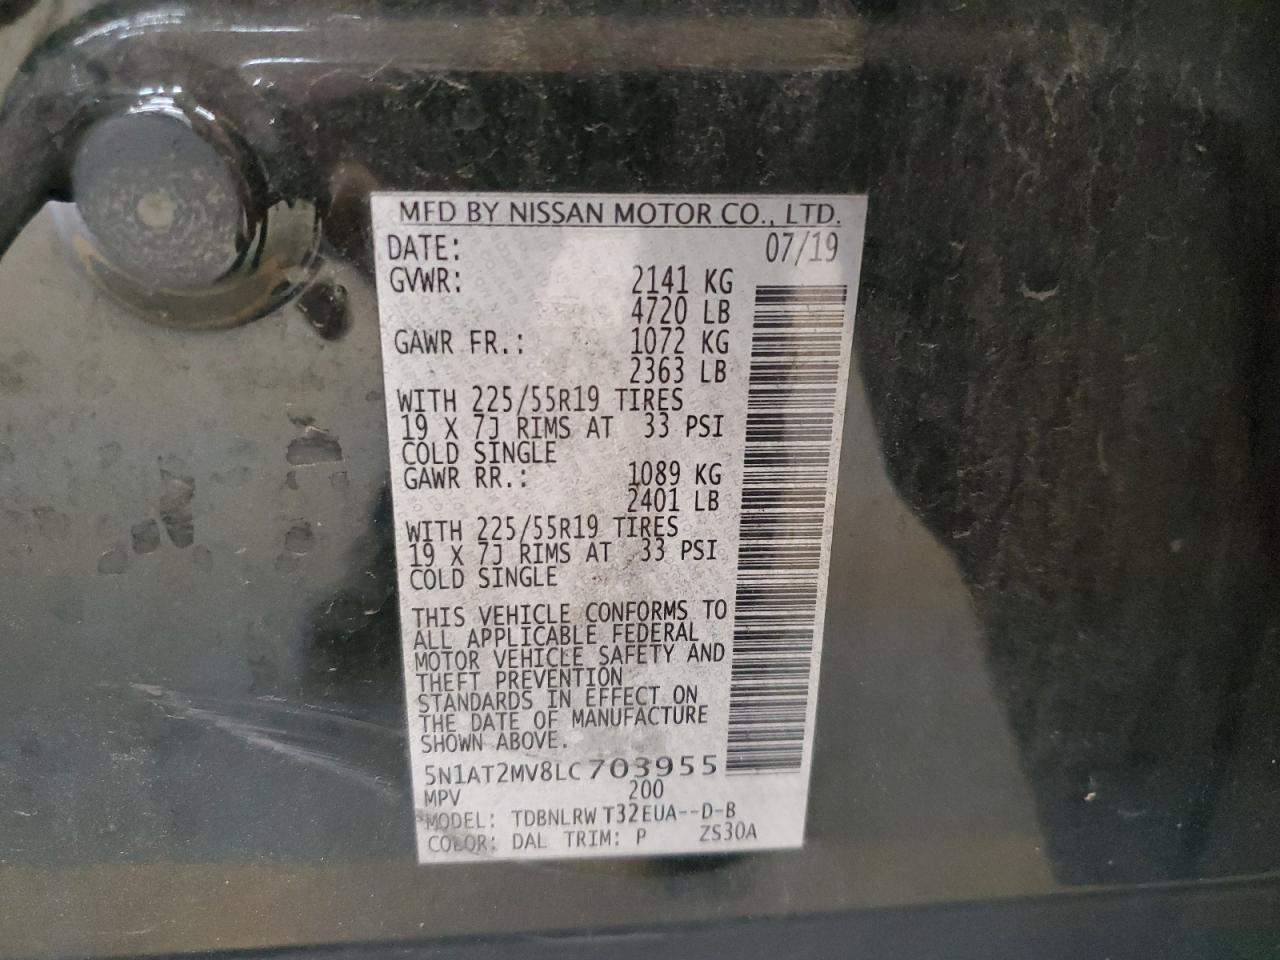 MFD BY NISSAN MOTOR CO., LTD.
DATE: 07/19
GVWR: 2141 KG
4720 LB
GAWR FR.: 1072 KG
2363 LB
WITH 225/55R19 TIRES
19 X 7J RIMS AT 33 PSI
COLD SINGLE
GAWR RR.: 1089 KG
2401 LB
WITH 225/55R19 TIRES
19 X 7J RIMS AT 33 PSI
COLD SINGLE
THIS VEHICLE CONFORMS TO
ALL APPLICABLE FEDERAL
MOTOR VEHICLE SAFETY AND
THEFT PREVENTION
STANDARDS IN EFFECT ON
THE DATE OF MANUFACTURE
SHOWN ABOVE.
5N1AT2MV8LC703955
MPV 200
MODEL: TDBNLRW T32EUA--D-B
COLOR: DAL TRIM: P ZS30A